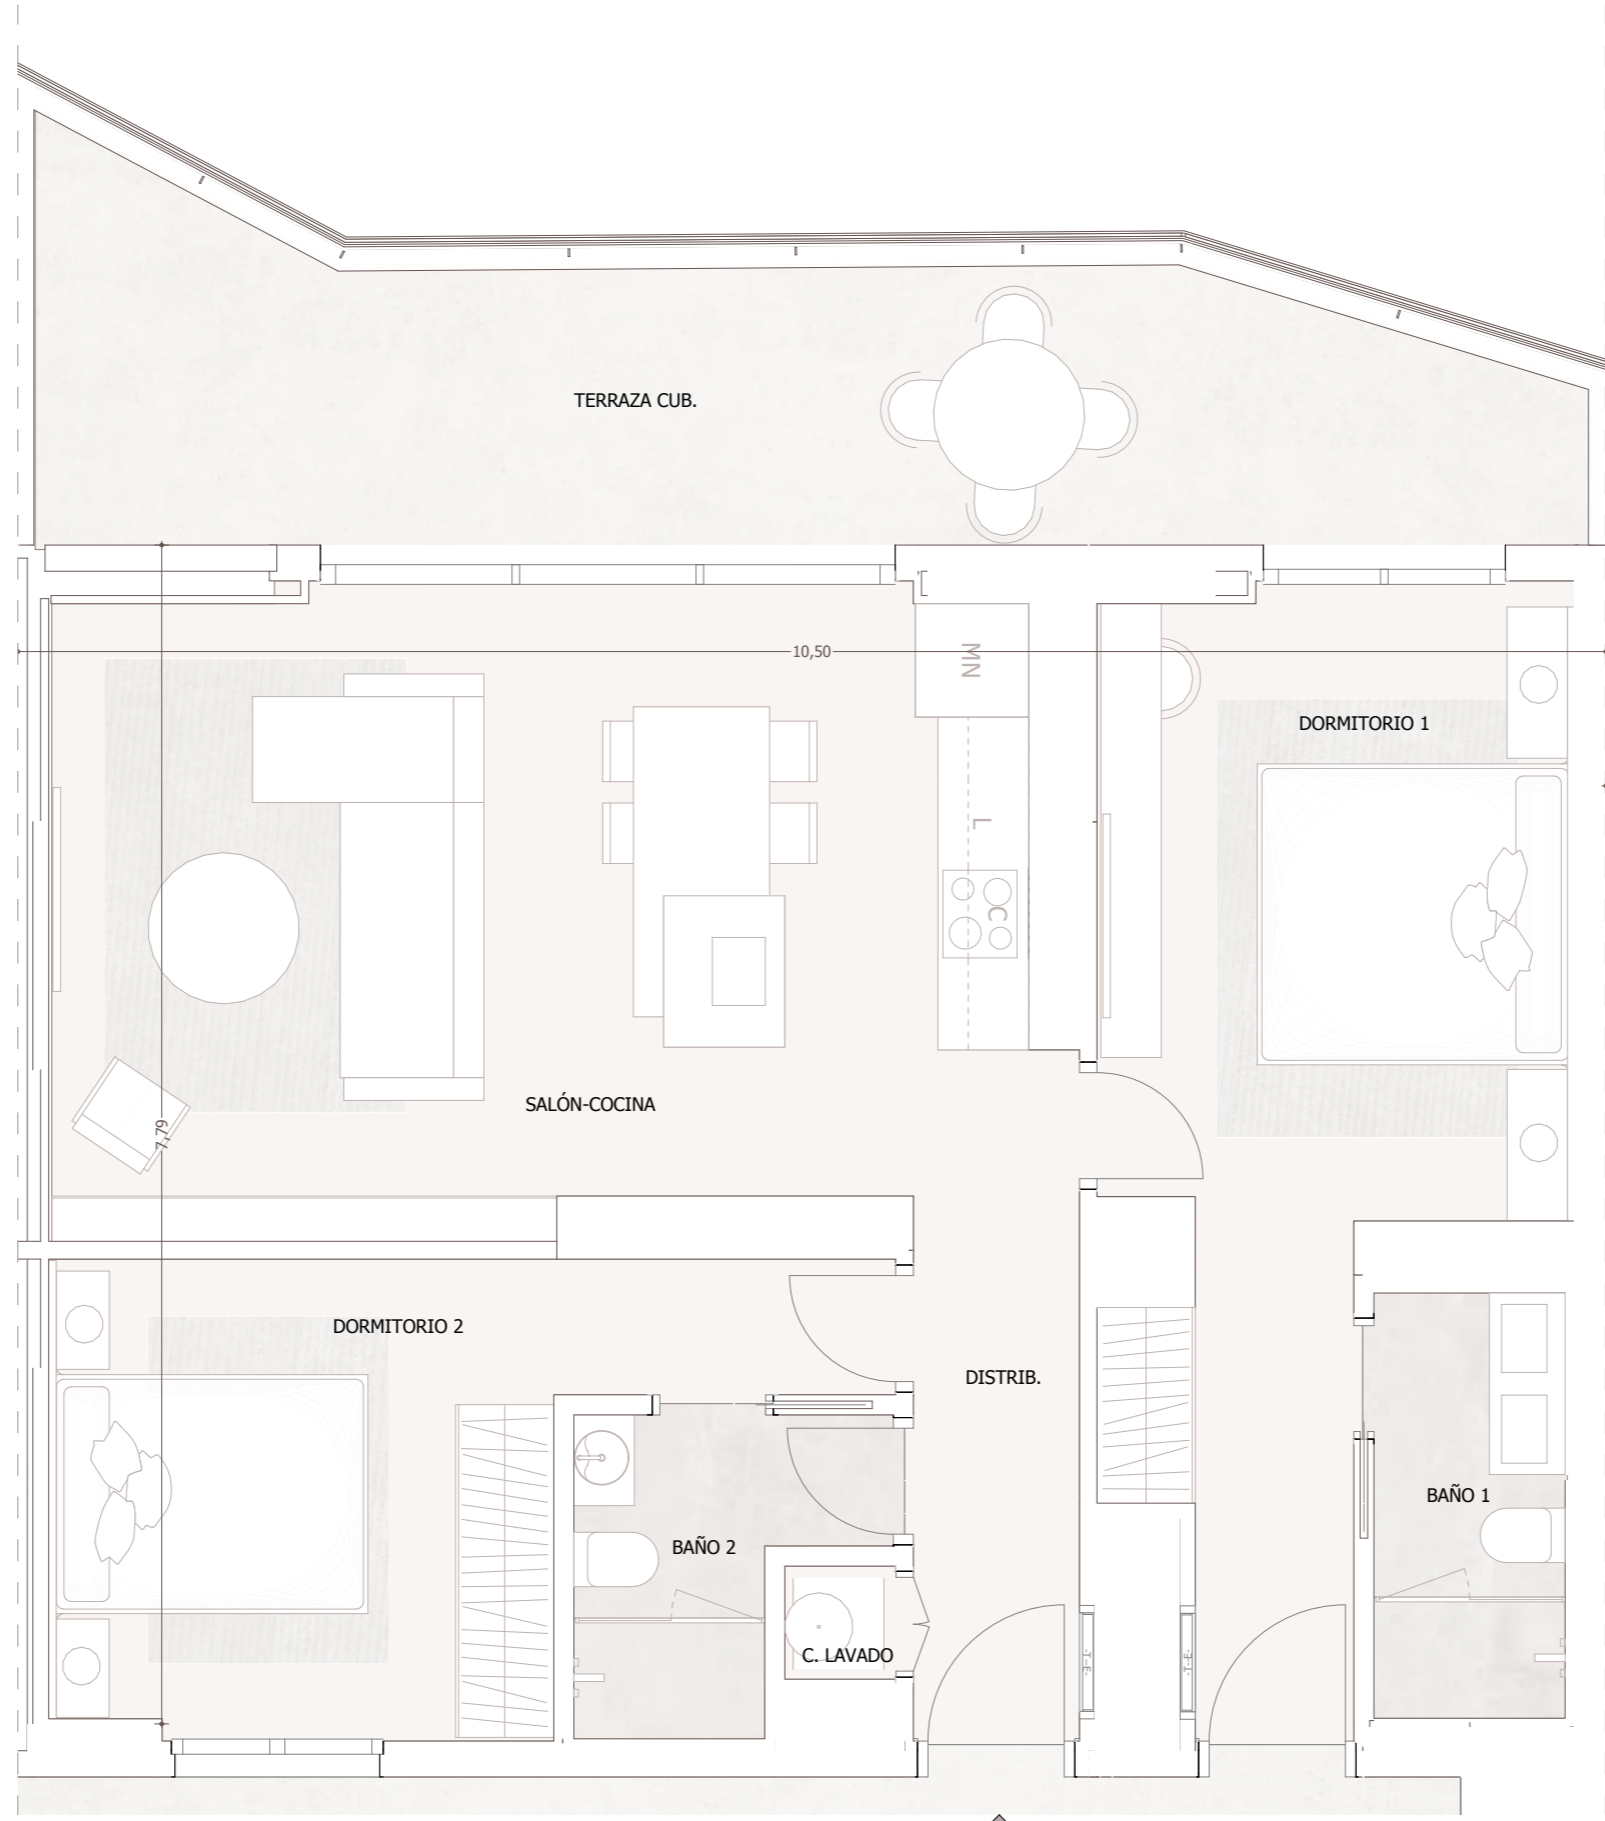 TERRAZA CUB.
10,50
MN
DORMITORIO 1
L
C
SALÓN-COCINA
7,79
DORMITORIO 2
DISTRIB.
BAÑO 1
BAÑO 2
C. LAVADO
-T-F-
-T-E-